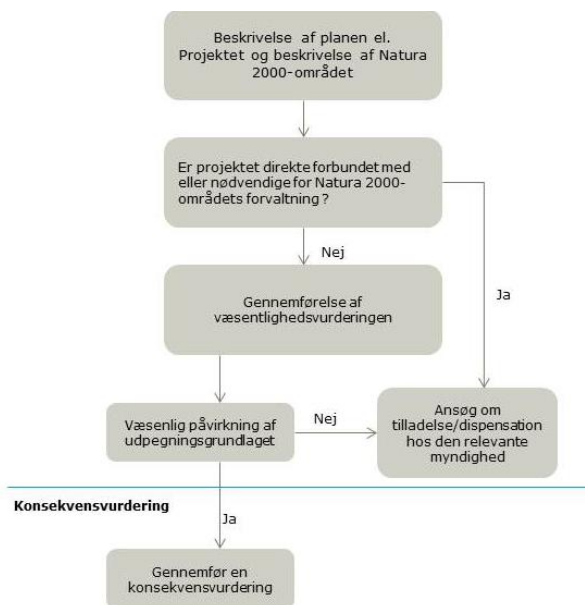 Beskrivelse af planen el.
Projektet og beskrivelse af Natura
2000-området
Er projektet direkte forbundet med
eller nødvendige for Natura 2000-
områdets forvaltning ?
Nej
Ja
Gennemførelse af
væsentlighedsvurderingen
Væsenlig påvirkning af
udpegningsgrundlaget
Nej
Ansøg om
tilladelse/dispensation
hos den relevante
myndighed
Konsekvensvurdering
Ja
Gennemfør en
konsekvensvurdering